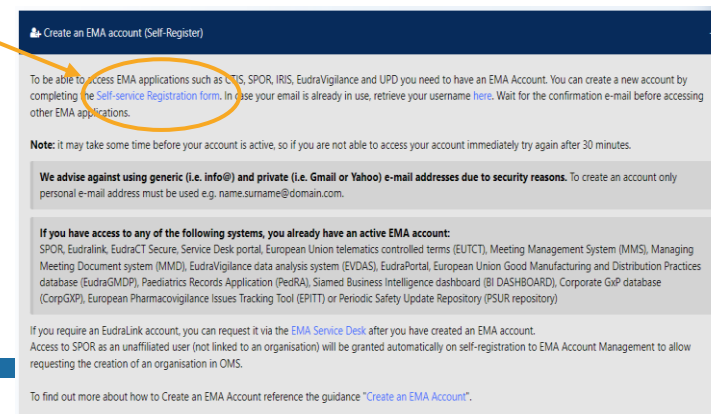 Create an EMA account (Self-Register)
To be able to access EMA applications such as CTIS, SPOR, IRIS, EudraVigilance and UPD you need to have an EMA Account. You can create a new account by
completing the Self-service Registration form. In case your email is already in use, retrieve your username here. Wait for the confirmation e-mail before accessing
other EMA applications.
Note: it may take some time before your account is active, so if you are not able to access your account immediately try again after 30 minutes.
We advise against using generic (i.e. info@) and private (i.e. Gmail or Yahoo) e-mail addresses due to security reasons. To create an account only
personal e-mail address must be used e.g. name.surname@domain.com.
If you have access to any of the following systems, you already have an active EMA account:
SPOR, Eudralink, EudraCT Secure, Service Desk portal, European Union telematics controlled terms (EUTCT), Meeting Management System (MMS), Managing
Meeting Document system (MMD), EudraVigilance data analysis system (EVDAS), EudraPortal, European Union Good Manufacturing and Distribution Practices
database (EudraGMDP), Paediatrics Records Application (PedRA), Siamed Business Intelligence dashboard (BI DASHBOARD), Corporate GxP database
(CorpGXP), European Pharmacovigilance Issues Tracking Tool (EPITT) or Periodic Safety Update Repository (PSUR repository)
If you require an EudraLink account, you can request it via the EMA Service Desk after you have created an EMA account.
Access to SPOR as an unaffiliated user (not linked to an organisation) will be granted automatically on self-registration to EMA Account Management to allow
requesting the creation of an organisation in OMS.
To find out more about how to Create an EMA Account reference the guidance "Create an EMA Account".